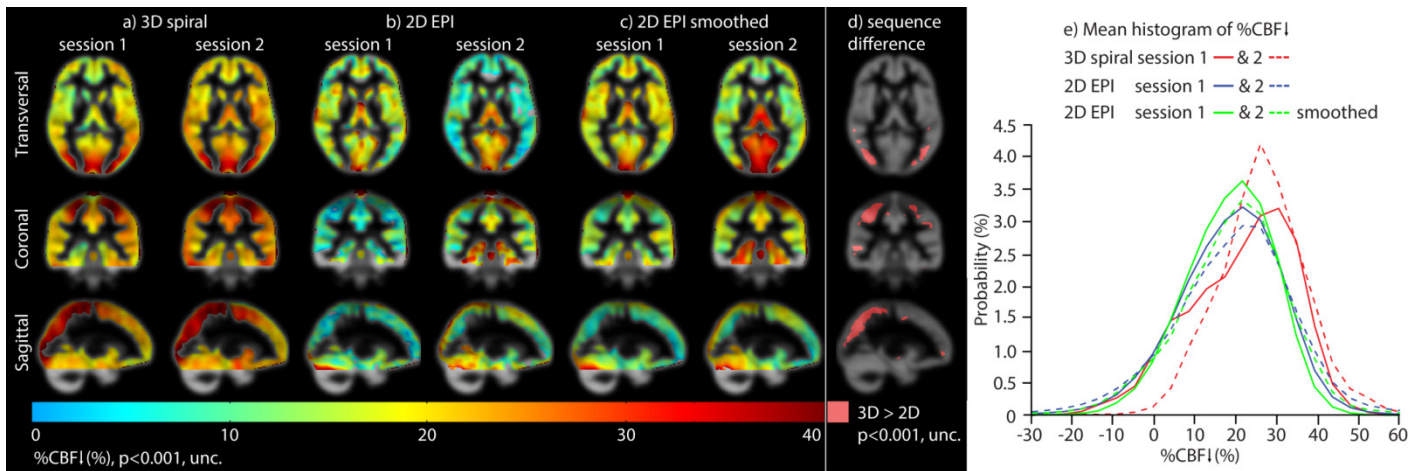 a) 3D spiral b) 2D EPI c) 2D EPI smoothed d) sequence
session 1 session 2 session 1 session 2 session 1 session 2 difference
Transversal
Coronal
Sagittal
0 10 20 30 40
%CBF↓(%), p<0.001, unc.
3D > 2D
p<0.001, unc.
e) Mean histogram of %CBF↓
3D spiral session 1 & 2
2D EPI session 1 & 2
2D EPI session 1 & 2 smoothed
Probability (%)
4.5
4.0
3.5
3.0
2.5
2.0
1.5
1.0
0.5
0
-30 -20 -10 0 10 20 30 40 50 60
%CBF↓(%)